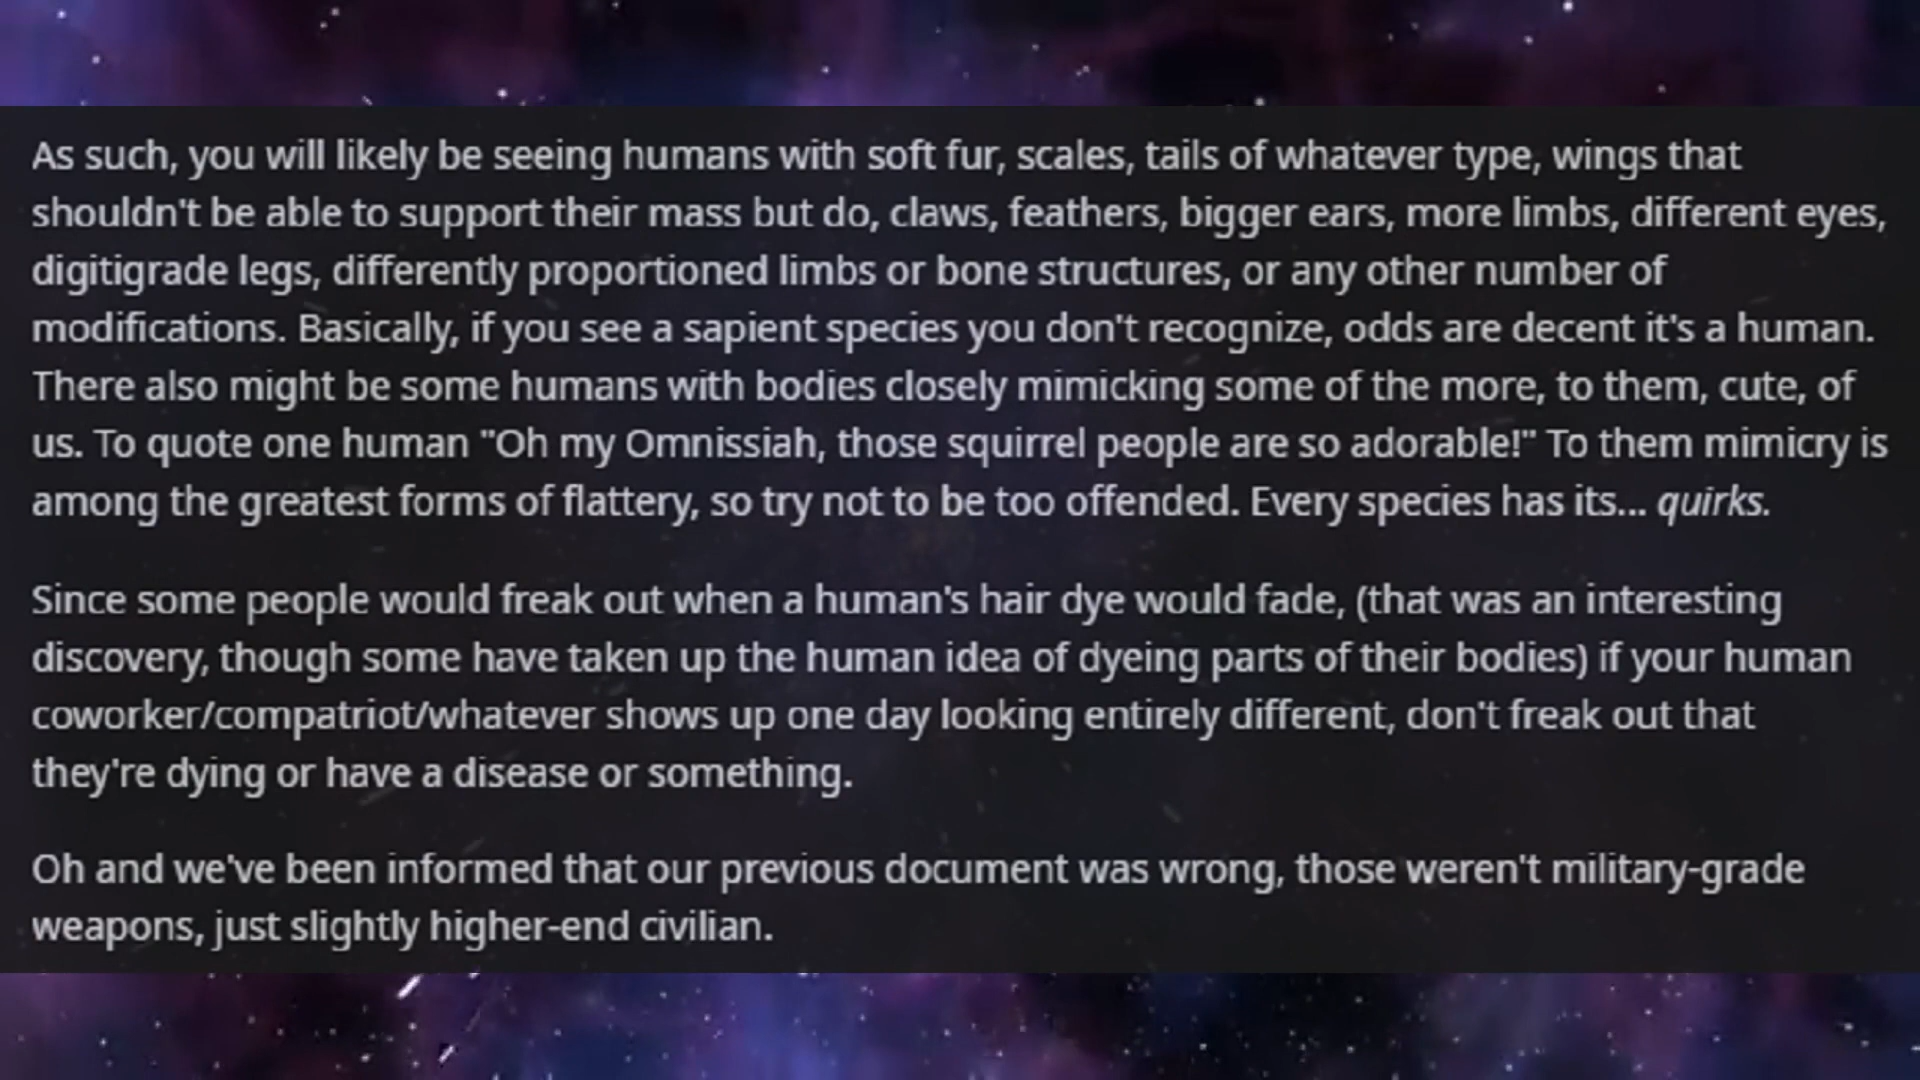 As such, you will likely be seeing humans with soft fur, scales, tails of whatever type, wings that
shouldn't be able to support their mass but do, claws, feathers, bigger ears, more limbs, different eyes,
digitigrade legs, differently proportioned limbs or bone structures, or any other number of
modifications. Basically, if you see a sapient species you don't recognize, odds are decent it's a human.
There also might be some humans with bodies closely mimicking some of the more, to them, cute, of
us. To quote one human "Oh my Omnissiah, those squirrel people are so adorable!" To them mimicry is
among the greatest forms of flattery, so try not to be too offended. Every species has its... quirks.
Since some people would freak out when a human's hair dye would fade, (that was an interesting
discovery, though some have taken up the human idea of dyeing parts of their bodies) if your human
coworker/compatriot/whatever shows up one day looking entirely different, don't freak out that
they're dying or have a disease or something.
Oh and we've been informed that our previous document was wrong, those weren't military-grade
weapons, just slightly higher-end civilian.